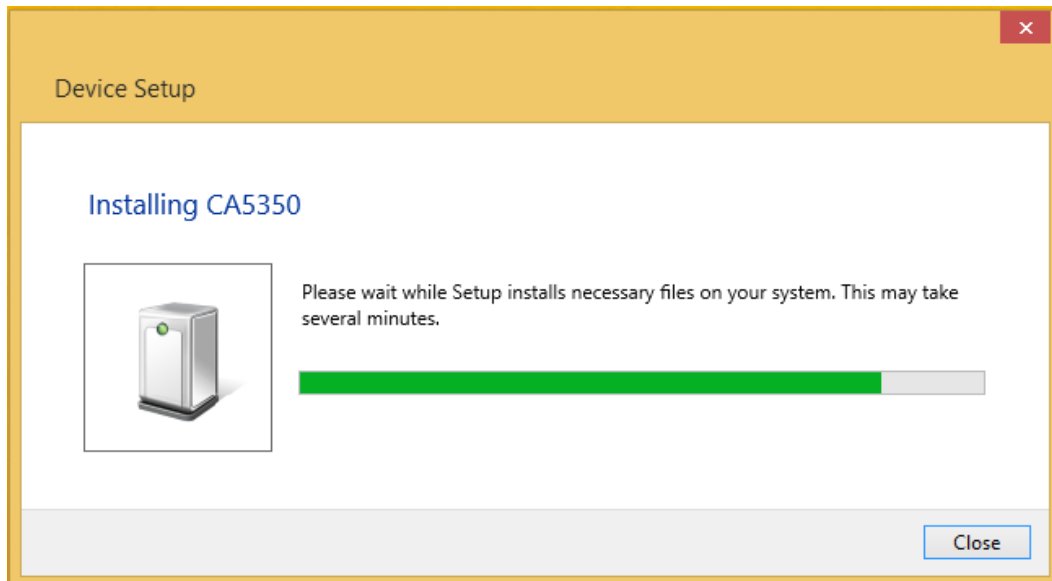 Device Setup
Installing CA5350
Please wait while Setup installs necessary files on your system. This may take
several minutes.
Close